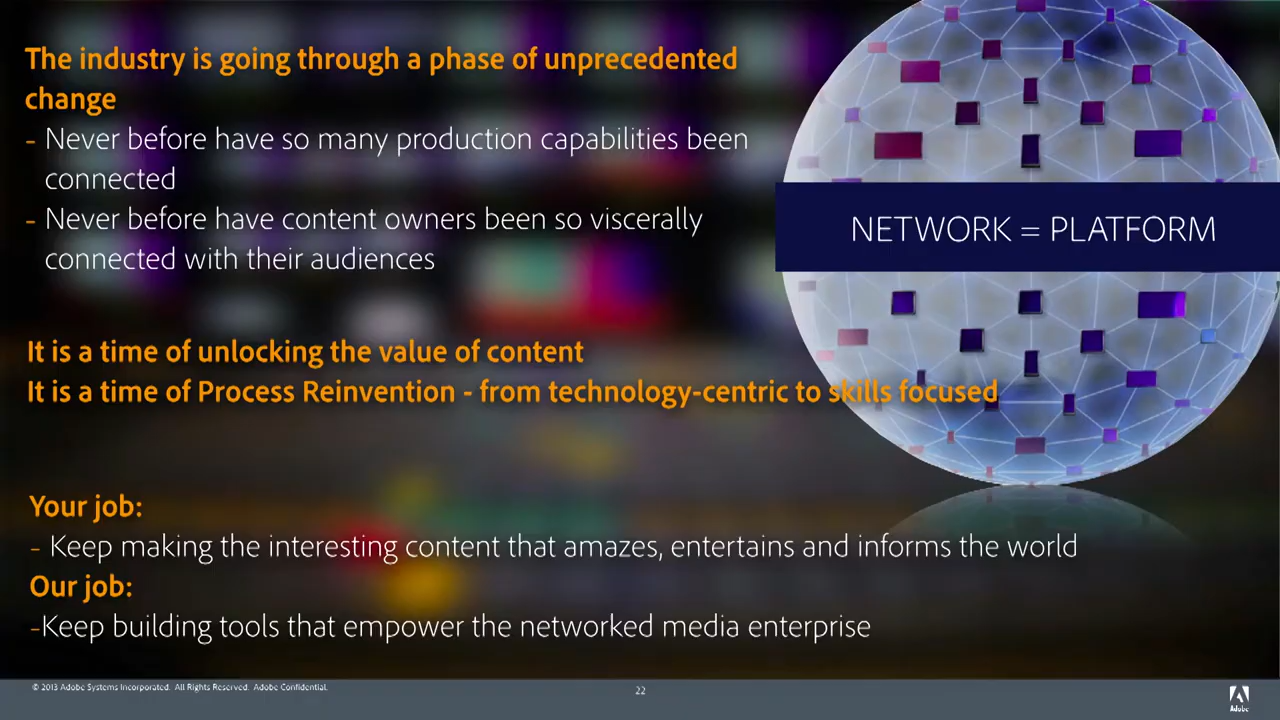 The industry is going through a phase of unprecedented
change
- Never before have so many production capabilities been
connected
- Never before have content owners been so viscerally
connected with their audiences
NETWORK = PLATFORM
It is a time of unlocking the value of content
It is a time of Process Reinvention - from technology-centric to skills focused
Your job:
- Keep making the interesting content that amazes, entertains and informs the world
Our job:
-Keep building tools that empower the networked media enterprise
© 2013 Adobe Systems Incorporated. All Rights Reserved. Adobe Confidential.
22
Adobe